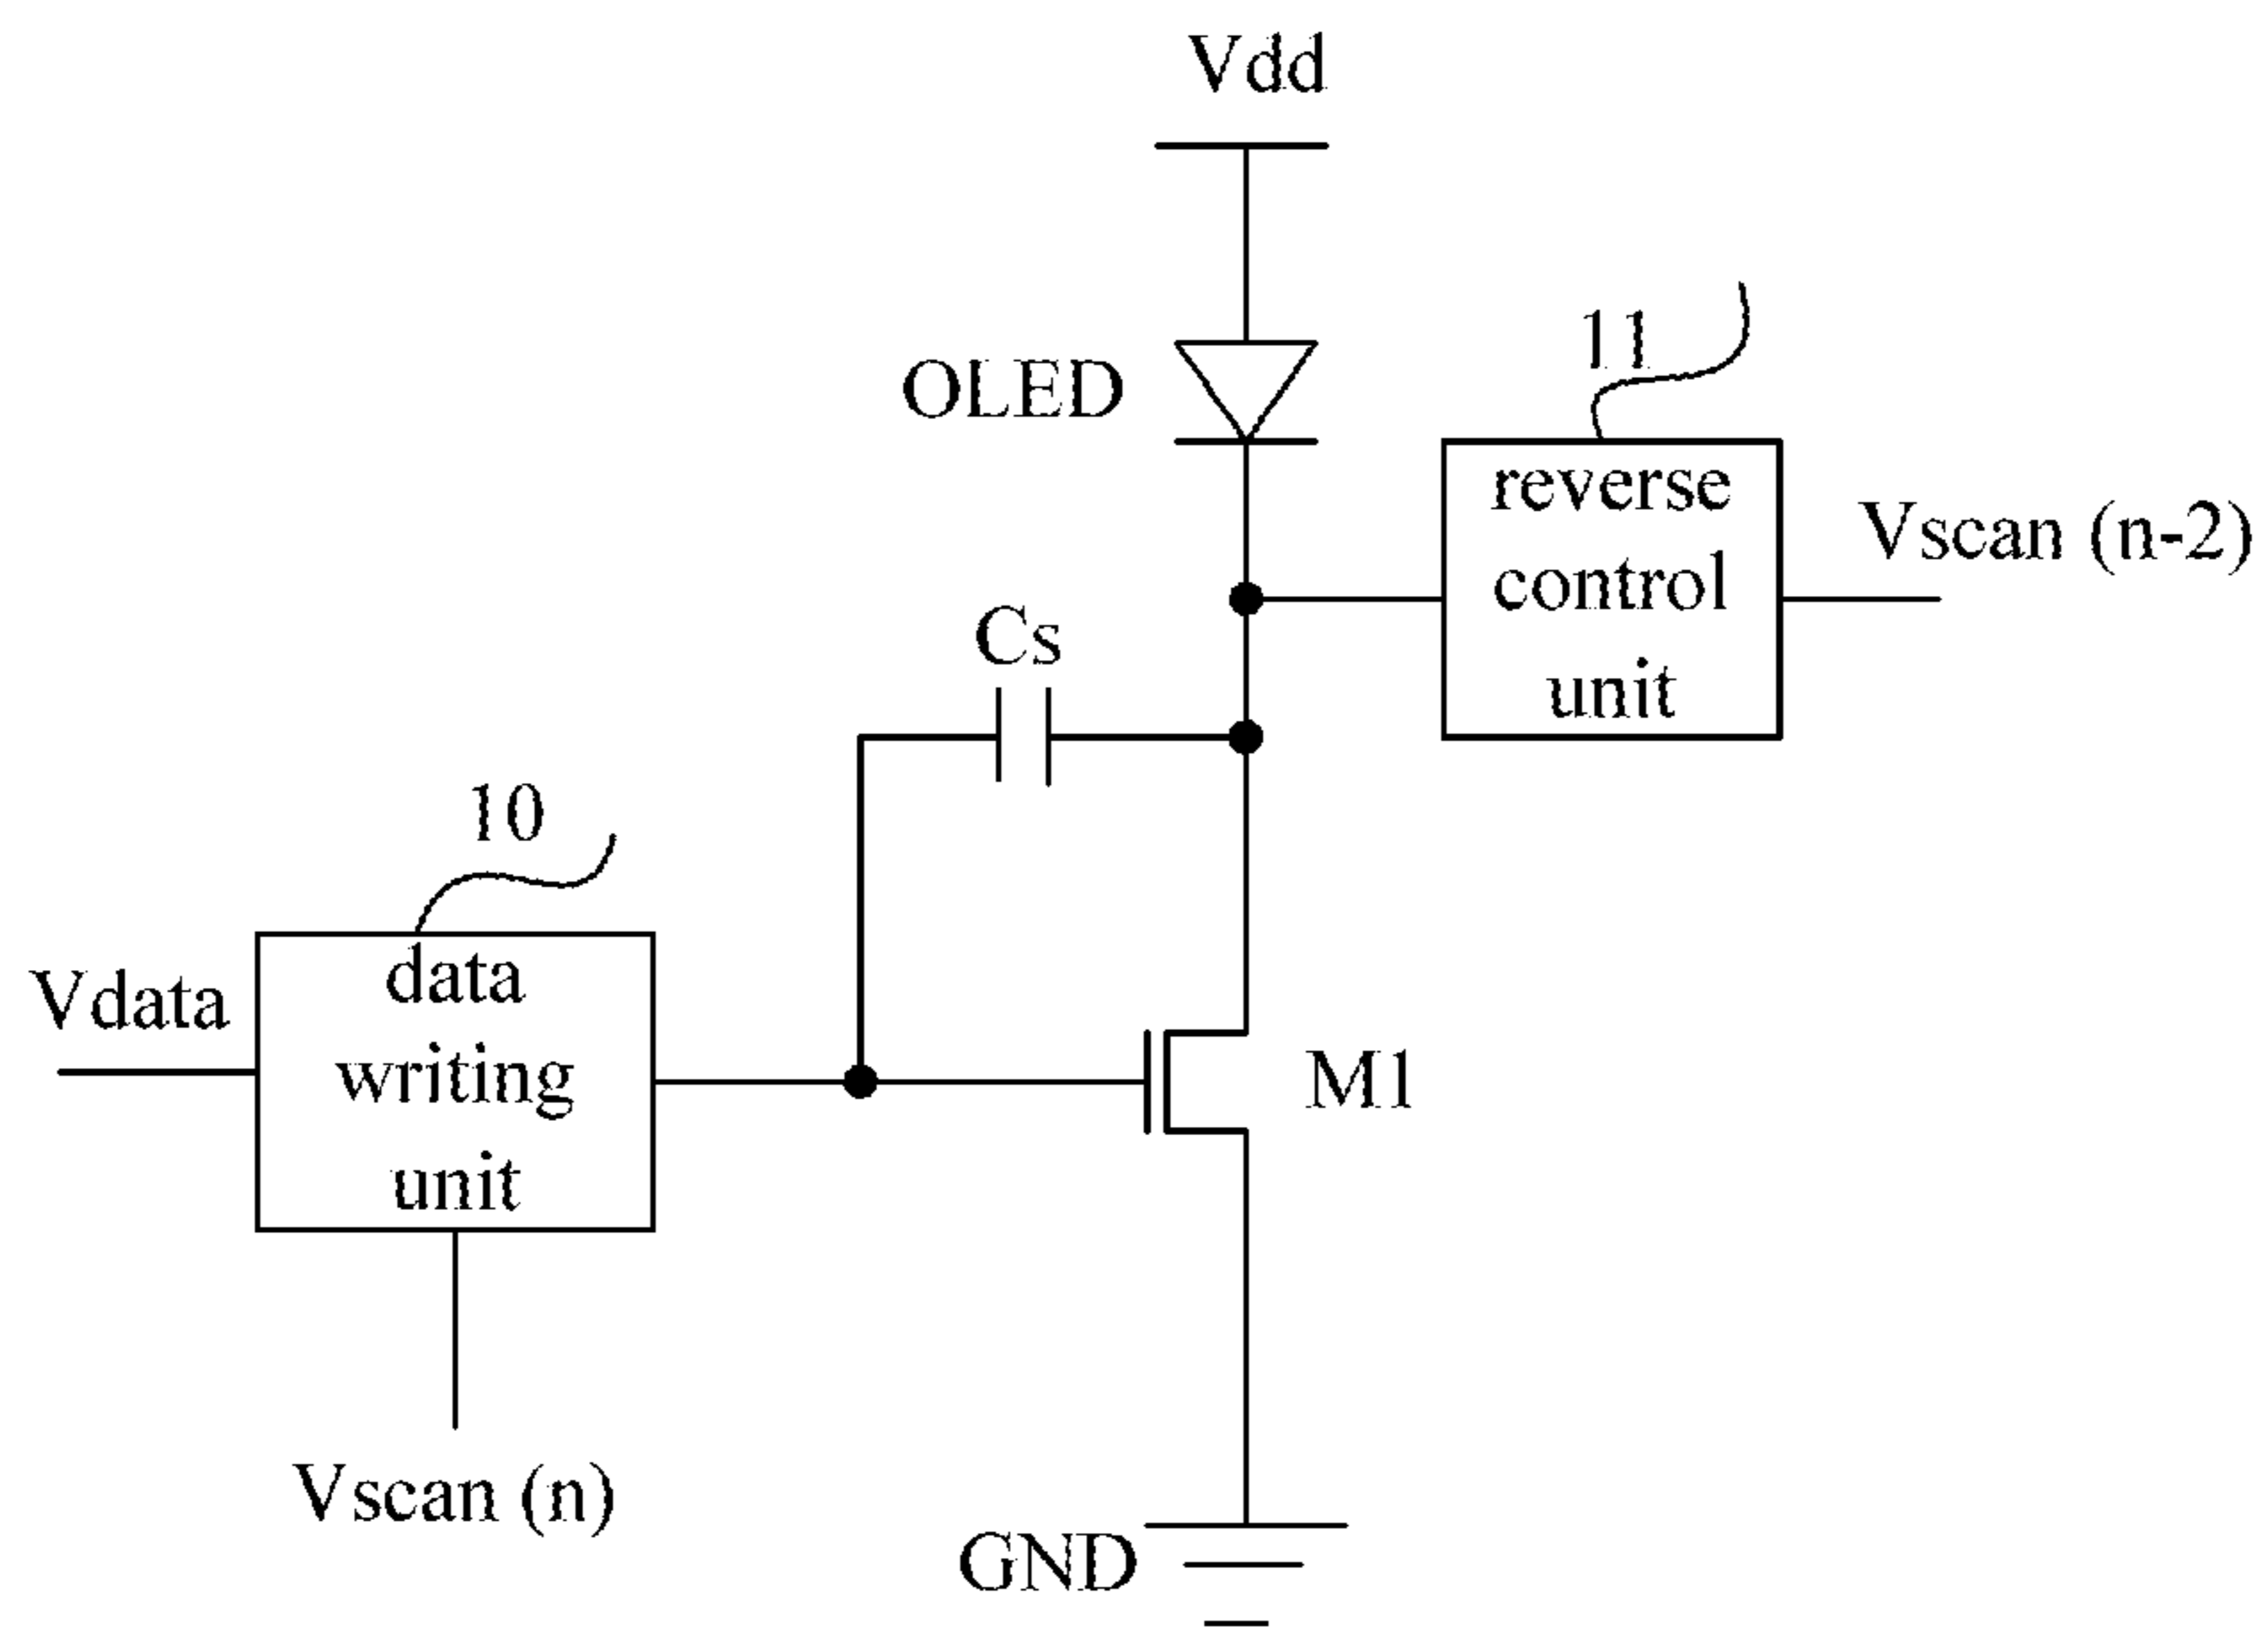 Vdd
OLED
11
reverse
control
unit
Vscan (n-2)
Cs
10
data
writing
unit
Vdata
M1
Vscan (n)
GND